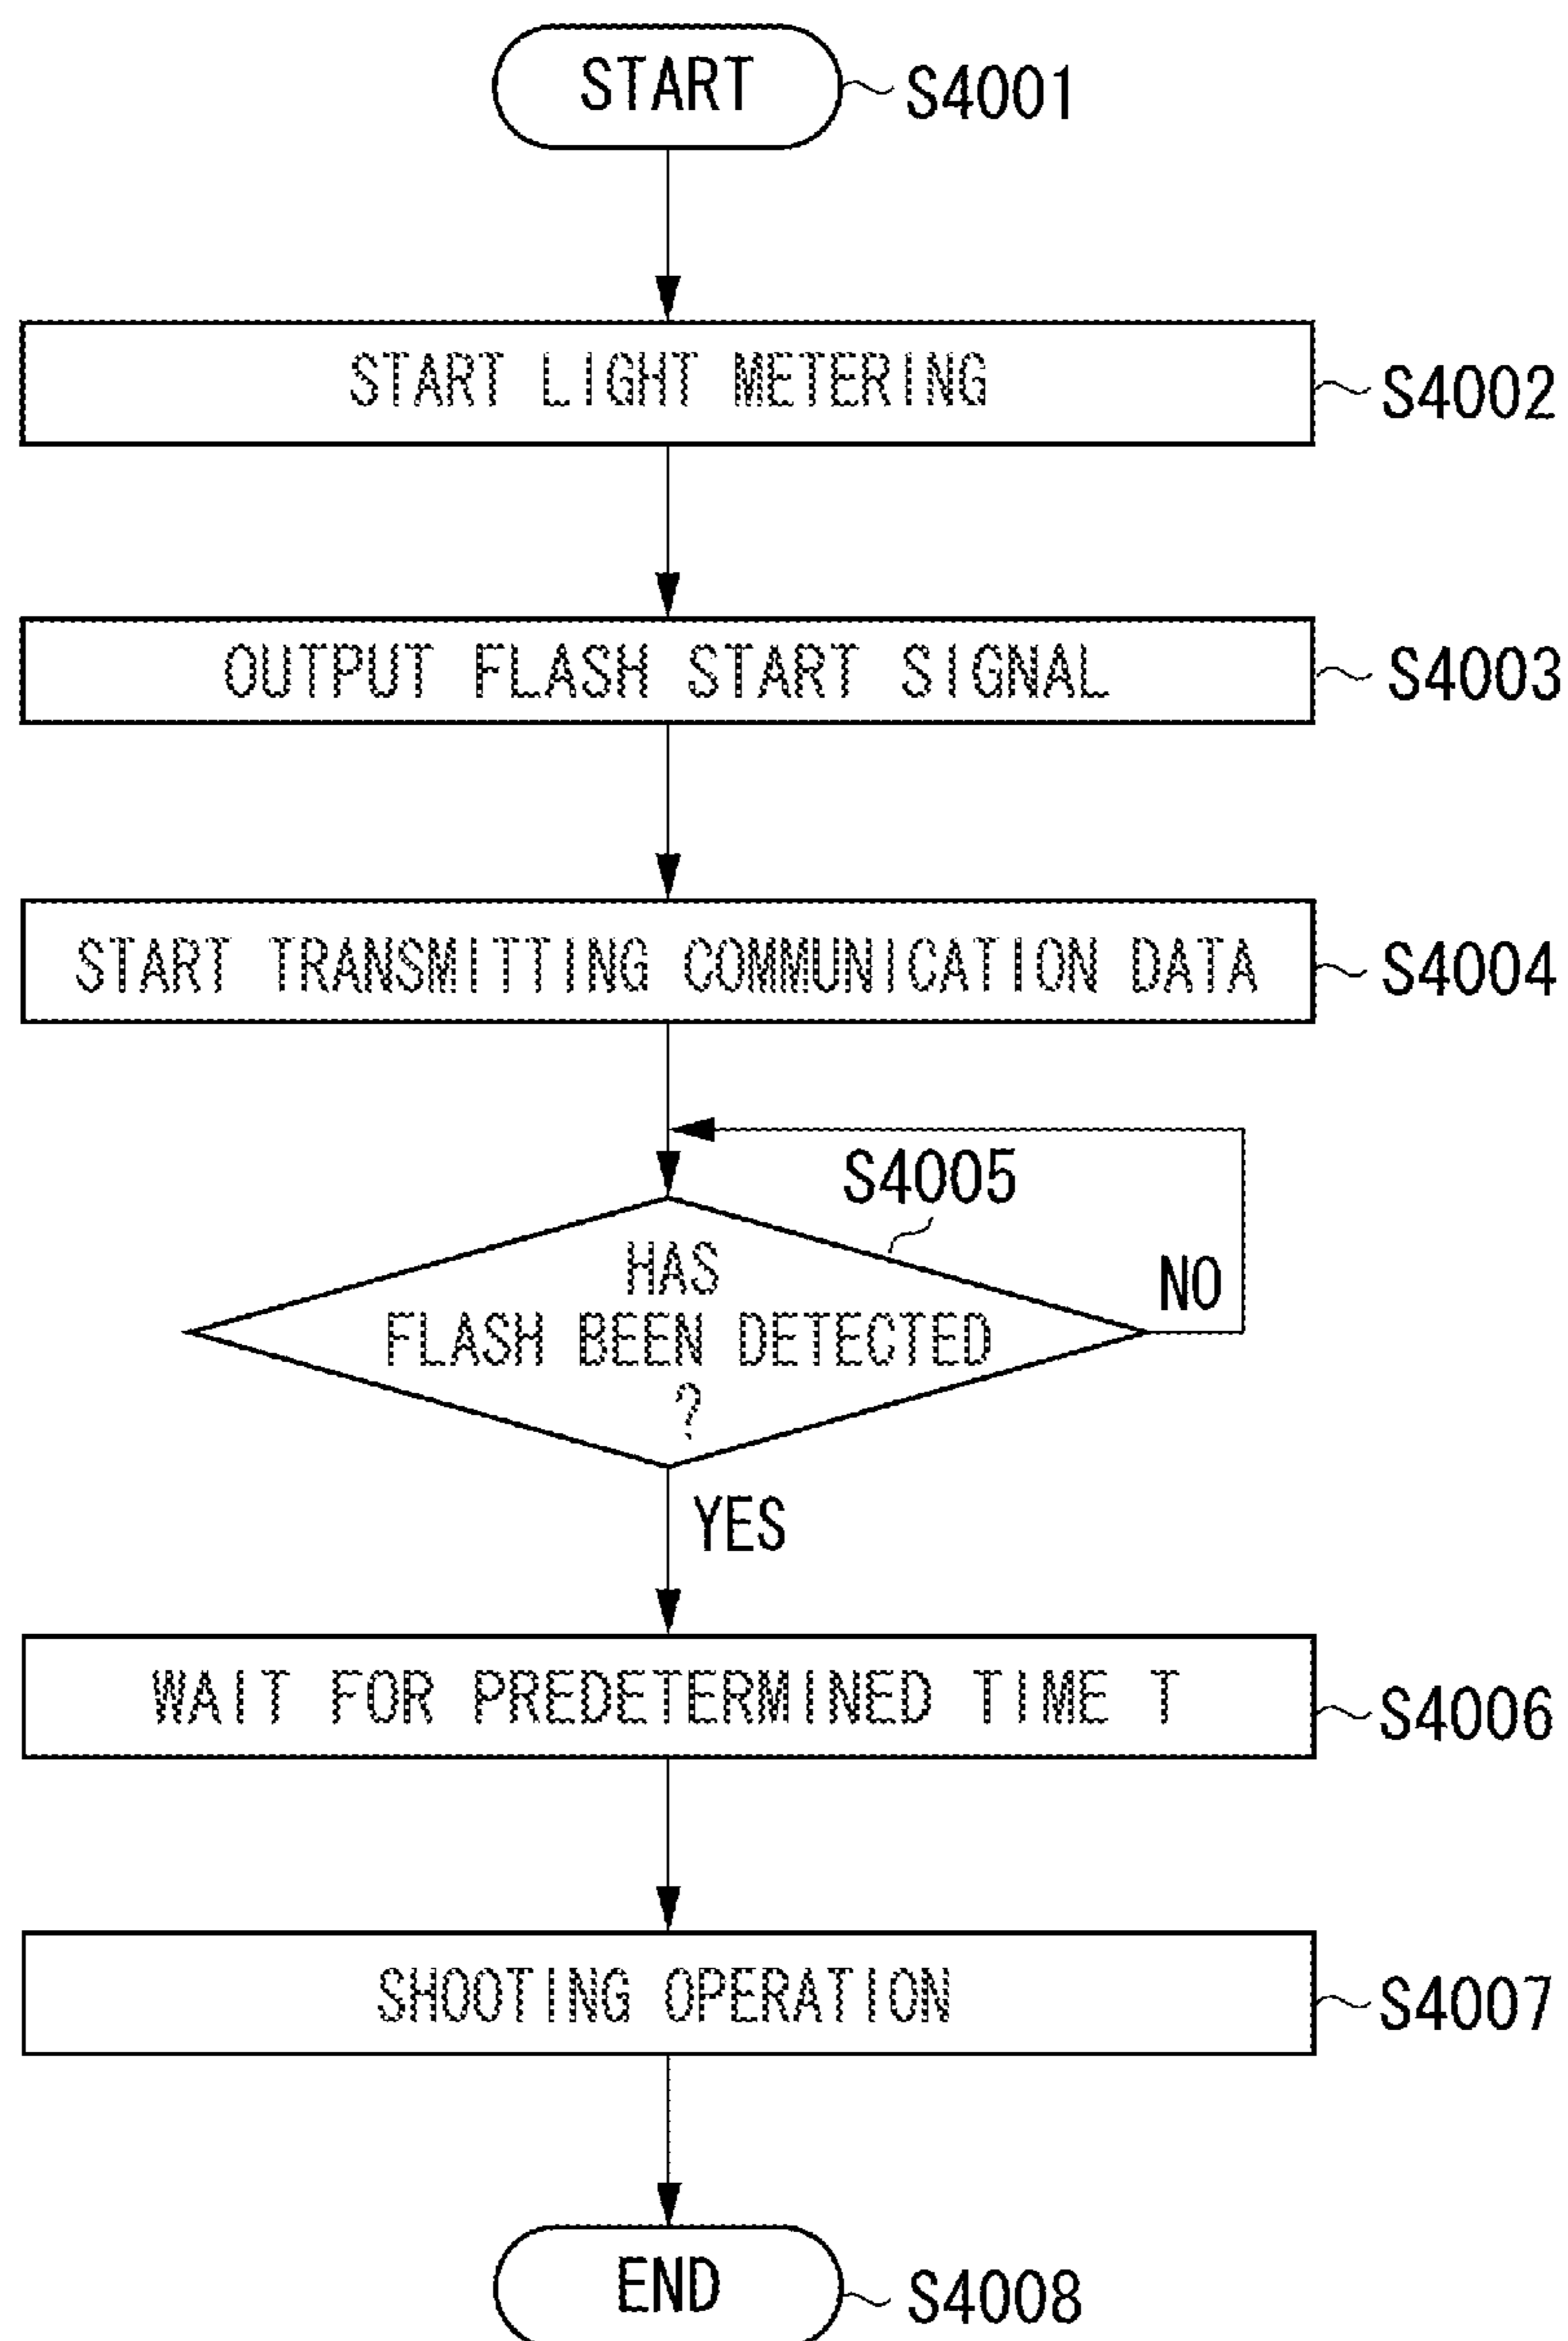 START S4001
START LIGHT METERING S4002
OUTPUT FLASH START SIGNAL S4003
START TRANSMITTING COMMUNICATION DATA S4004
S4005
HAS
FLASH BEEN DETECTED
?
NO
YES
WAIT FOR PREDETERMINED TIME T S4006
SHOOTING OPERATION S4007
END S4008